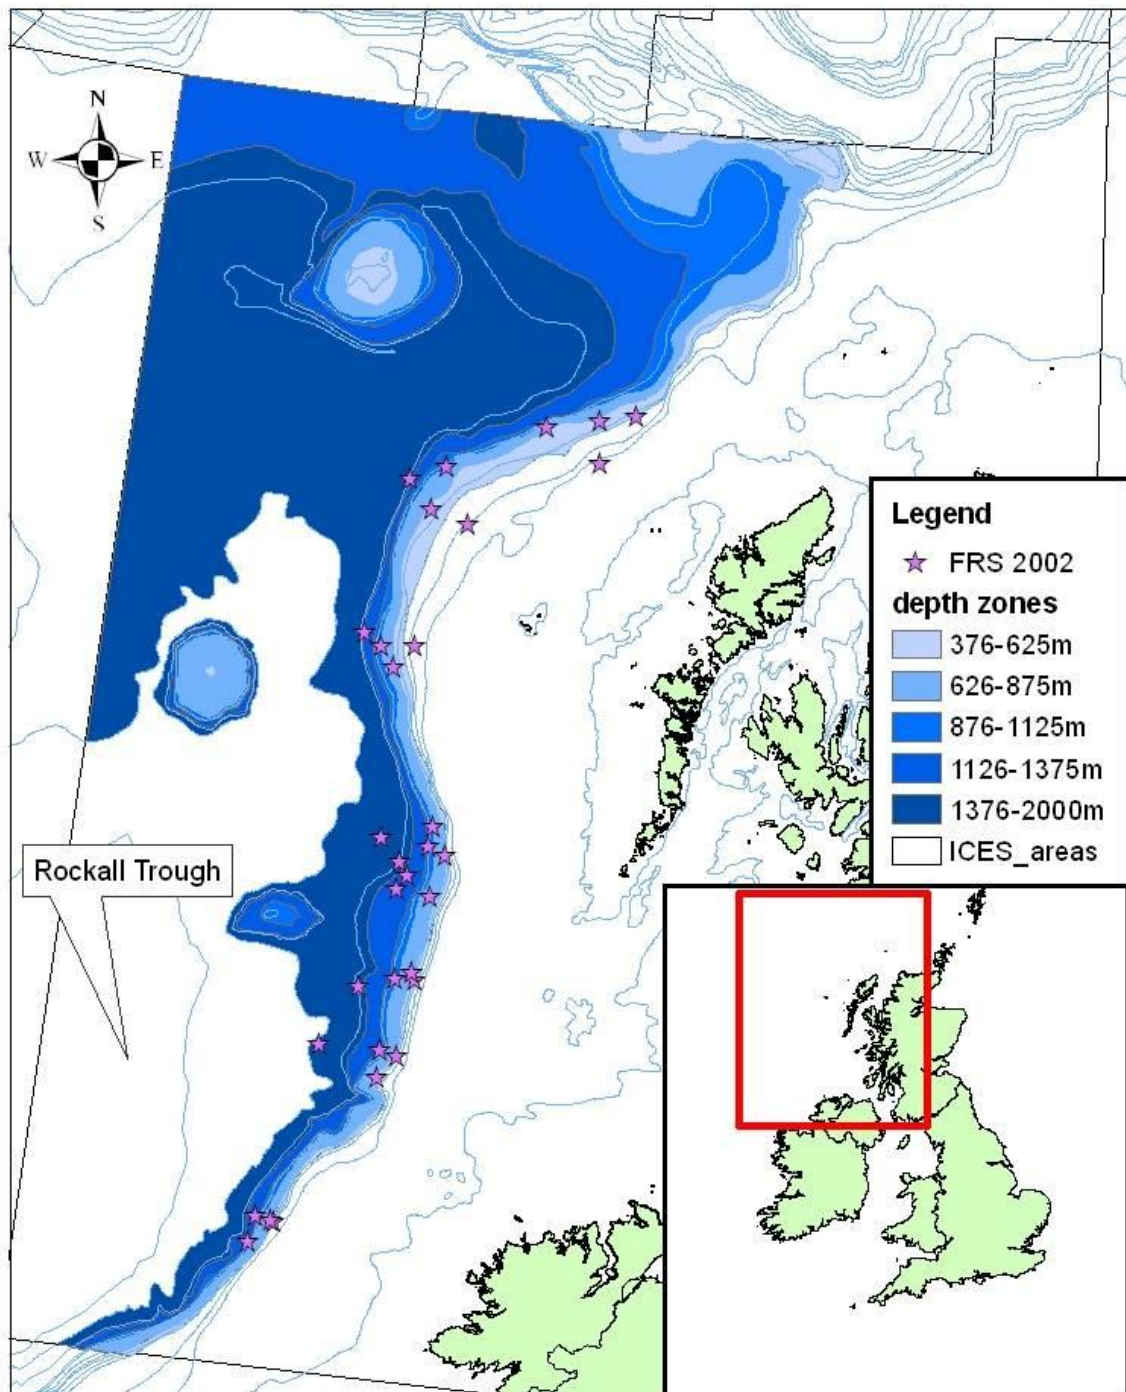 N
W E
S
Legend
FRS 2002
depth zones
376-625m
626-875m
876-1125m
1126-1375m
1376-2000m
ICES_areas
Rockall Trough